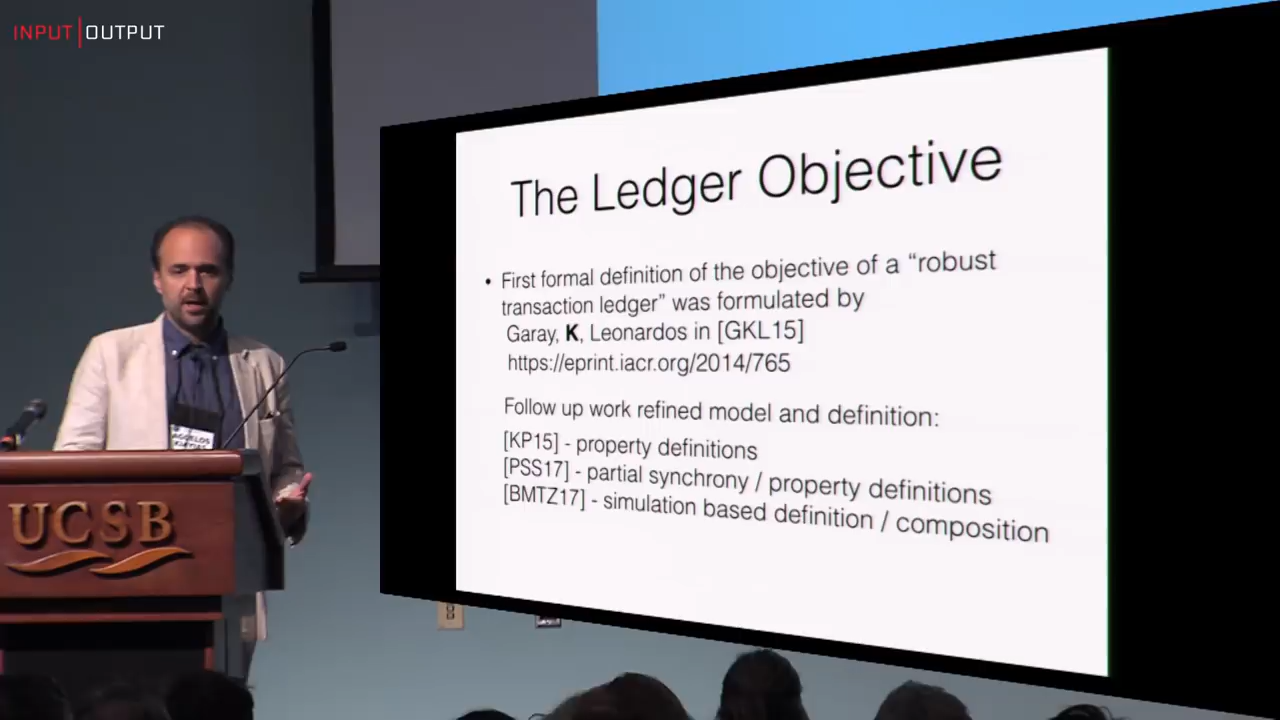 INPUT|OUTPUT
The Ledger Objective
• First formal definition of the objective of a “robust
transaction ledger” was formulated by
Garay, K, Leonardos in [GKL15]
https://eprint.iacr.org/2014/765
Follow up work refined model and definition:
[KP15] - property definitions
[PSS17] - partial synchrony / property definitions
[BMTZ17] - simulation based definition / composition
UCSB